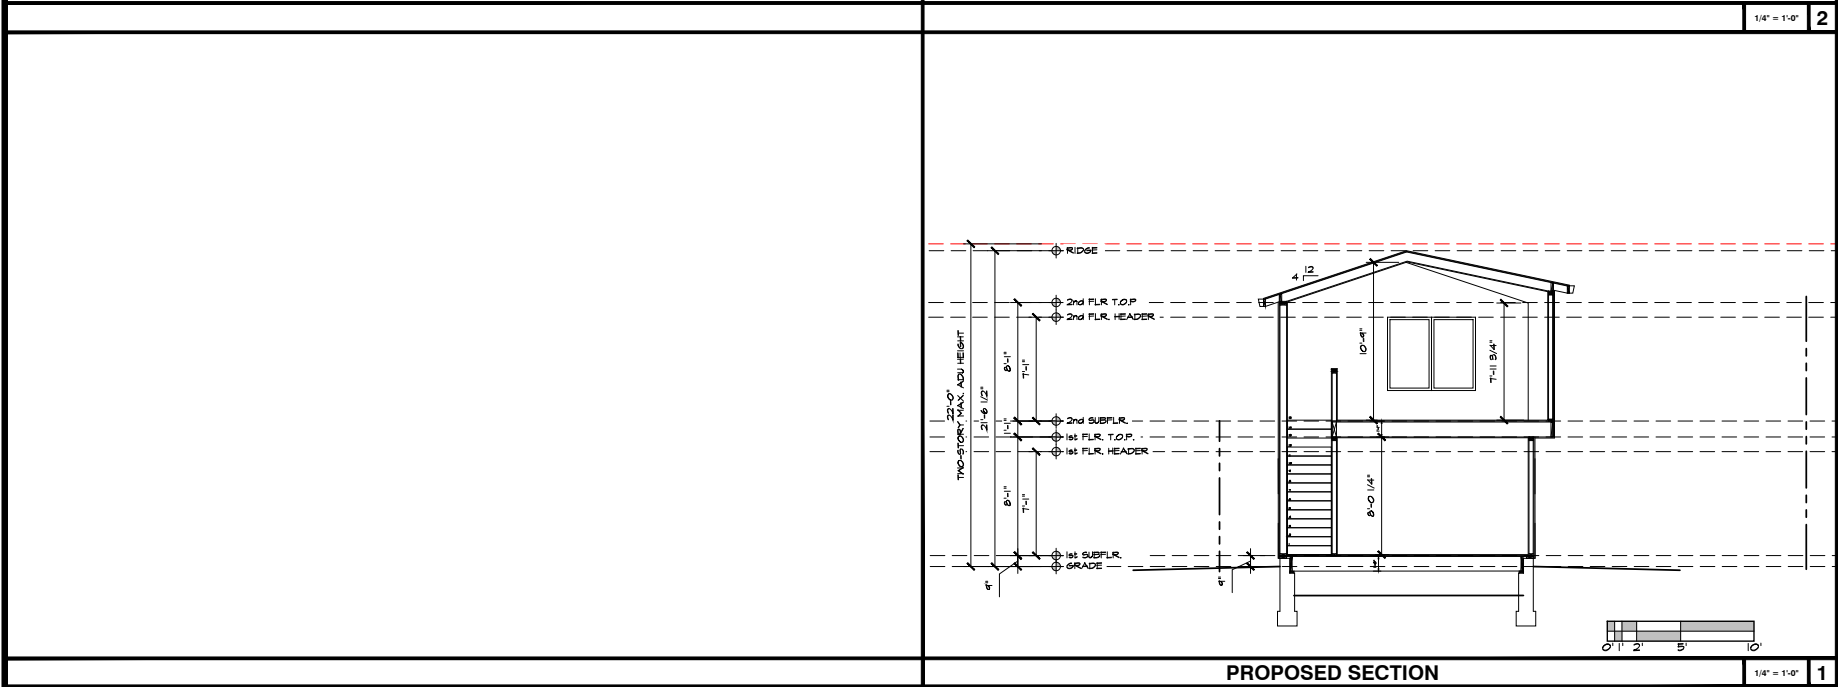 1/4" = 1'-0" 2
RIDGE
12
4
2nd FLR T.O.P
2nd FLR. HEADER
22'-0"
TWO-STORY MAX. ADU HEIGHT
21'-6 1/2"
8'-1"
7'-1"
10'-9"
7'-11 3/4"
2nd SUBFLR.
1'-1"
1st FLR. T.O.P.
1st FLR. HEADER
8'-1"
7'-1"
8'-0 1/4"
1st SUBFLR.
GRADE
9"
9"
0' 1' 2' 5' 10'
PROPOSED SECTION
1/4" = 1'-0" 1